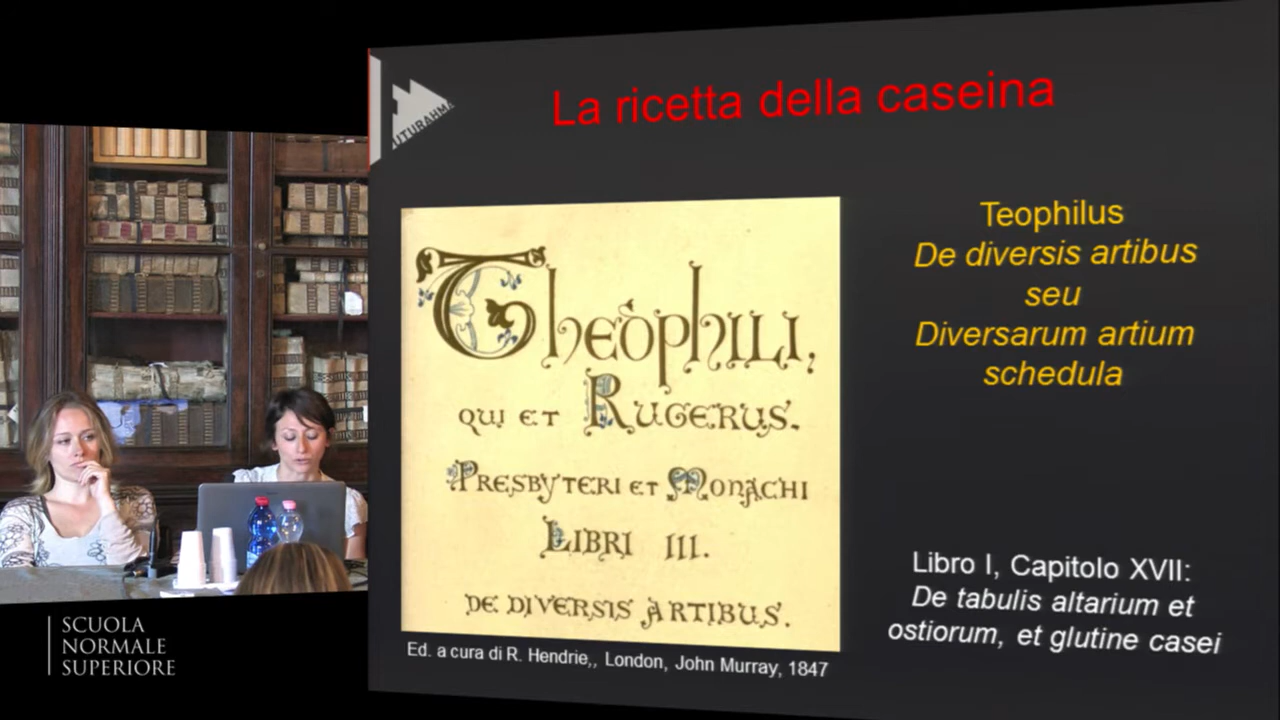 La ricetta della caseina
Theophili,
qui et Rugerus.
Presbyteri et Monachi
Libri III.
de diversis artibus.
Ed. a cura di R. Hendrie,, London, John Murray, 1847
Teophilus
De diversis artibus
seu
Diversarum artium
schedula
Libro I, Capitolo XVII:
De tabulis altarium et
ostiorum, et glutine casei
SCUOLA
NORMALE
SUPERIORE